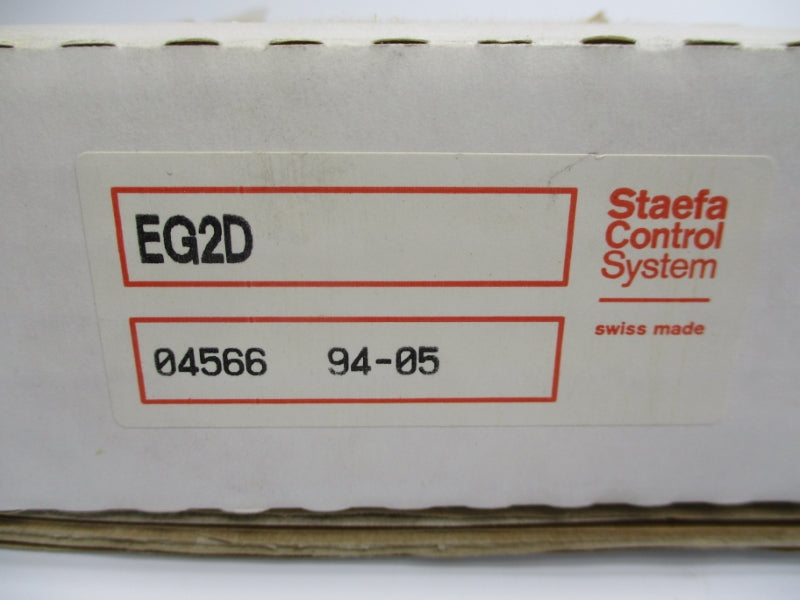 EG2D
04566 94-05
Staefa
Control
System
swiss made